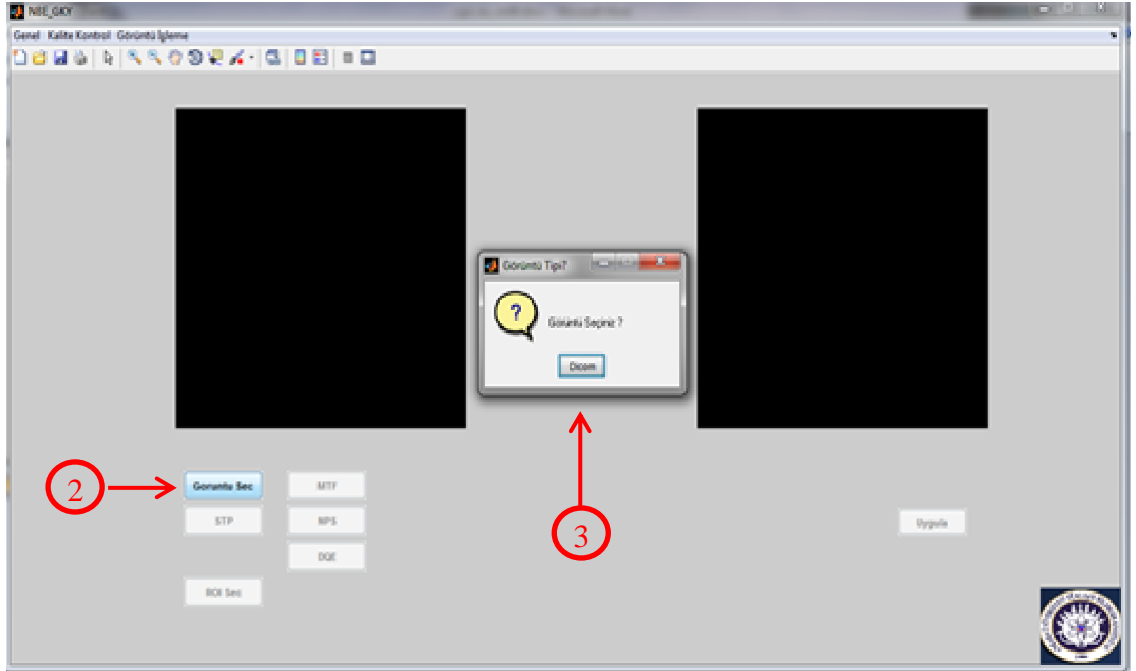 NBE_GKY
Genel Kalite Kontrol Görüntü İşleme
Görüntü Tipi?
Görüntü Seçiniz ?
Dicom
2
Goruntu Sec
MTF
STP
NPS
3
Uygula
DQE
ROI Sec